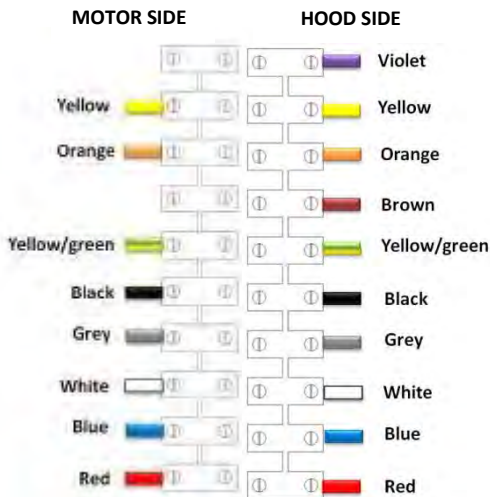 MOTOR SIDE HOOD SIDE
Violet
Yellow Yellow
Orange Orange
Brown
Yellow/green Yellow/green
Black Black
Grey Grey
White White
Blue Blue
Red Red